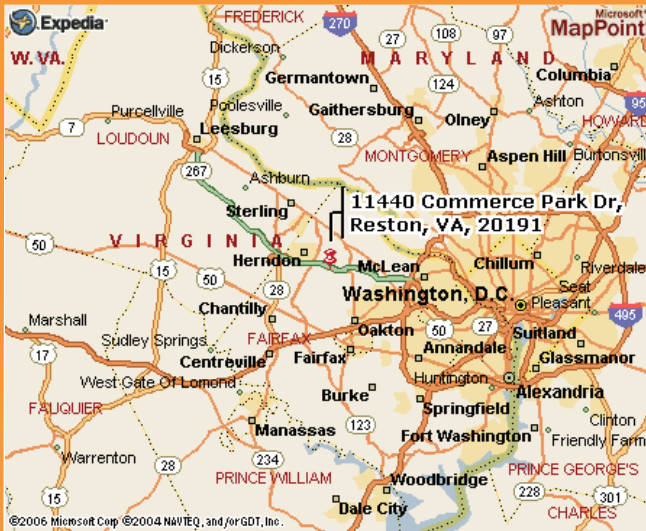 Expedia
Microsoft
MapPoint
FREDERICK
270
Dickerson
27
108
97
W. VA.
MARYLAND
Germantown
Columbia
15
124
Purcellville
Poolesville
Gaithersburg
Olney
Ashton
95
7
Leesburg
28
HOWARD
LOUDOUN
MONTGOMERY
Aspen Hill
Burtonsvil
267
Ashburn
11440 Commerce Park Dr,
Reston, VA, 20191
Sterling
50
VIRGINIA
Herndon
McLean
Chillum
Riverdale
15
50
28
Washington, D.C.
Seat
Pleasant
Chantilly
495
Marshall
Oakton
50
27
Suitland
Sudley Springs
FAIRFAX
17
Centreville
Fairfax
Annandale
Glassmanor
West Gate Of Lomond
Huntington
Burke
Alexandria
FAUQUIER
Springfield
Clinton
Manassas
123
Fort Washington
Friendly Farm
Warrenton
28
234
PRINCE WILLIAM
PRINCE GEORGE'S
15
Woodbridge
228
301
Dale City
CHARLES
©2006 Microsoft Corp ©2004 NAVTEQ, and/or GDT, Inc.